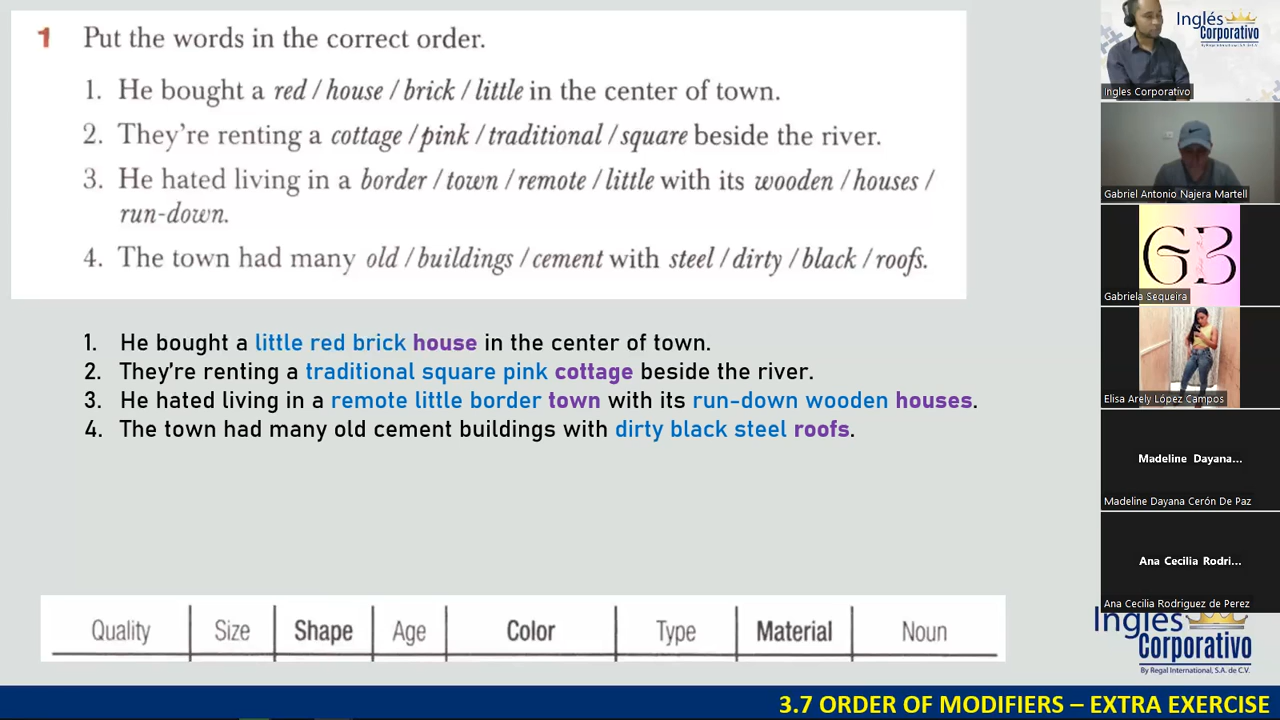 1 Put the words in the correct order.
1. He bought a red / house / brick / little in the center of town.
2. They're renting a cottage / pink / traditional / square beside the river.
3. He hated living in a border / town / remote / little with its wooden / houses /
run-down.
4. The town had many old / buildings / cement with steel / dirty / black / roofs.
1. He bought a little red brick house in the center of town.
2. They're renting a traditional square pink cottage beside the river.
3. He hated living in a remote little border town with its run-down wooden houses.
4. The town had many old cement buildings with dirty black steel roofs.
Quality Size Shape Age Color Type Material Noun
3.7 ORDER OF MODIFIERS – EXTRA EXERCISE
Inglés
Corporativo
By Regal International, S.A. de C.V.
Ingles Corporativo
Gabriel Antonio Najera Martell
GB
Gabriela Sequeira
Elisa Arely López Campos
Madeline Dayana...
Madeline Dayana Cerón De Paz
Ana Cecilia Rodri...
Ana Cecilia Rodriguez de Perez
Inglés
Corporativo
By Regal International, S.A. de C.V.